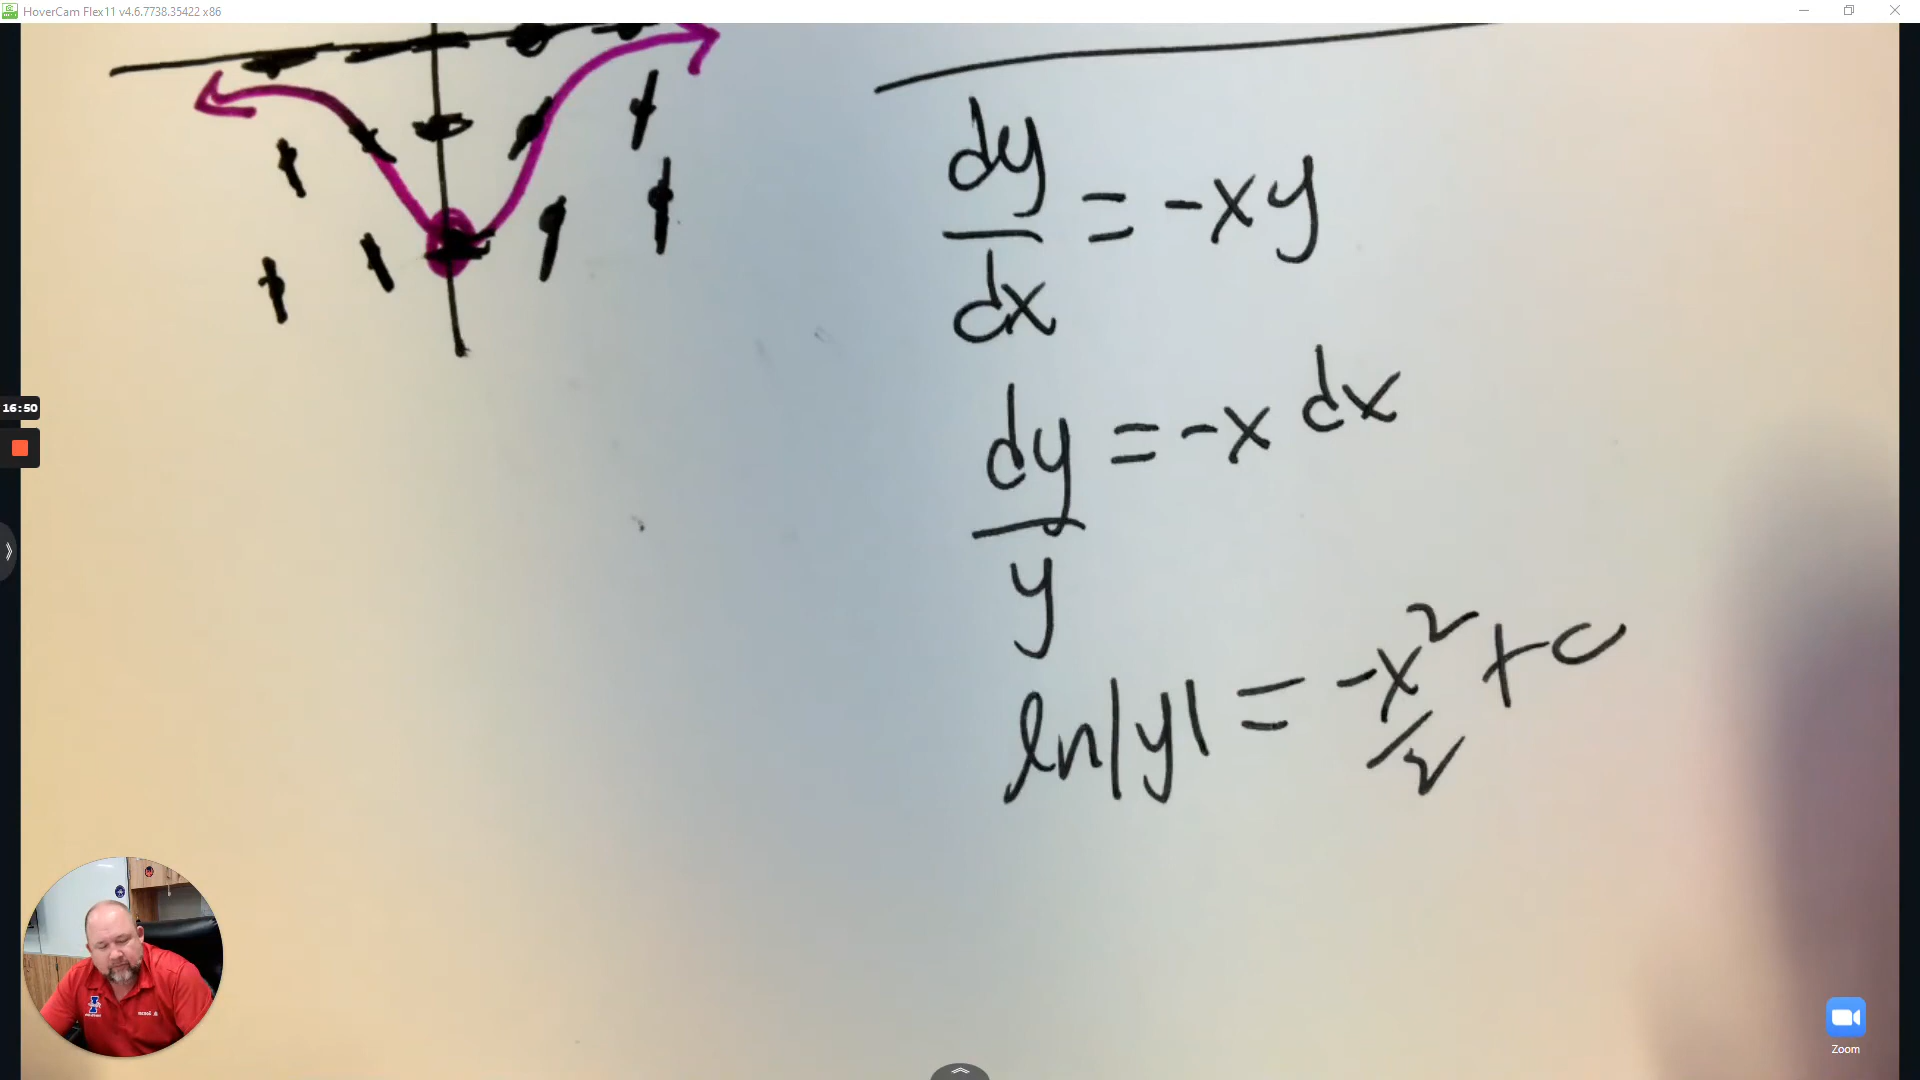 HoverCam Flex11 v4.6.7738.35422 x86
dy/dx = -xy
16:50
dy/y = -x dx
ln|y| = -x²/2 + c
Zoom